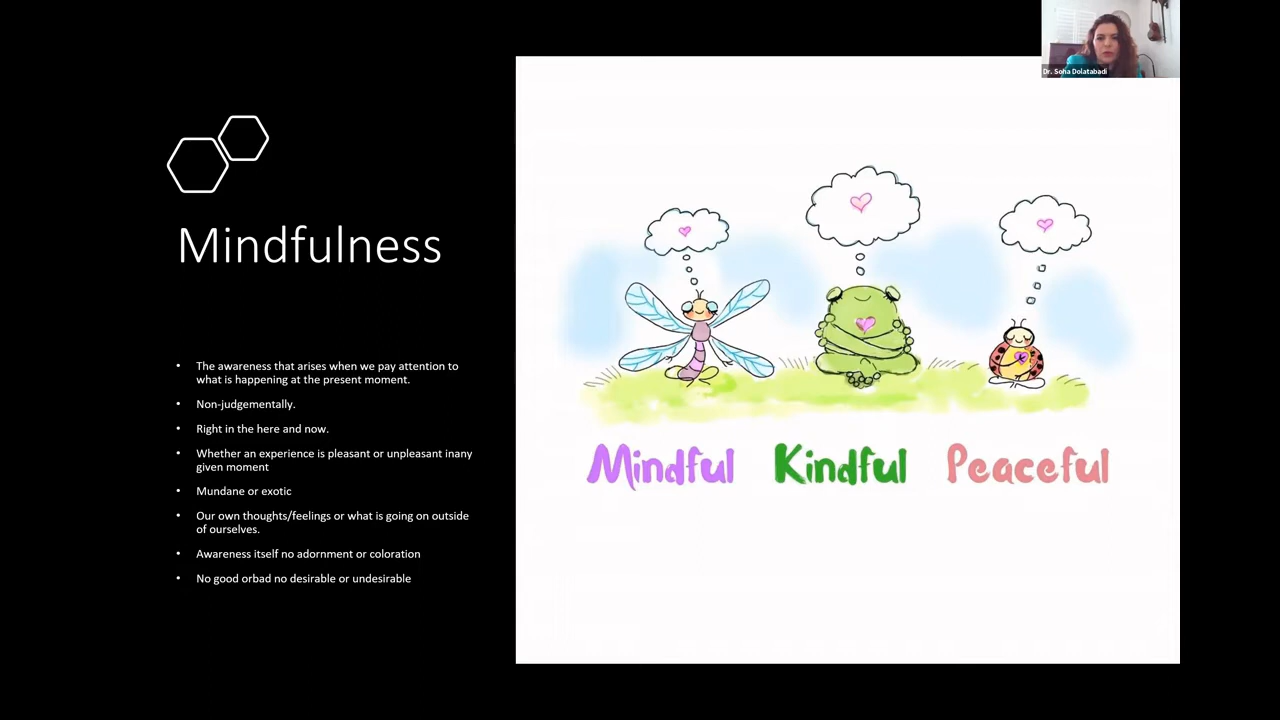 Dr. Soha Dolatabadi
Mindfulness
• The awareness that arises when we pay attention to
what is happening at the present moment.
• Non-judgementally.
• Right in the here and now.
• Whether an experience is pleasant or unpleasant inany
given moment
• Mundane or exotic
• Our own thoughts/feelings or what is going on outside
of ourselves.
• Awareness itself no adornment or coloration
• No good orbad no desirable or undesirable
Mindful Kindful Peaceful